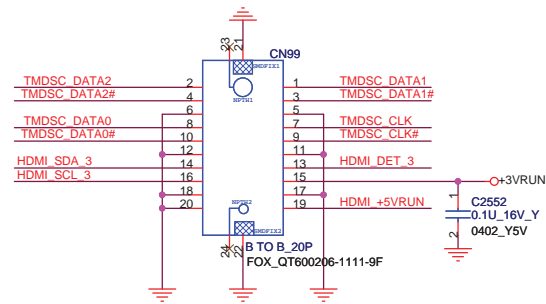 23
21
CN99
SMDFIX1
NPTH1
TMDSC_DATA2 2 1 TMDSC_DATA1
TMDSC_DATA2# 4 3 TMDSC_DATA1#
6 5
TMDSC_DATA0 8 7 TMDSC_CLK
TMDSC_DATA0# 10 9 TMDSC_CLK#
12 11
HDMI_SDA_3 14 13 HDMI_DET_3
HDMI_SCL_3 16 15 +3VRUN
18 17
20 19 HDMI_+5VRUN
NPTH2
SMDFIX2
24
22
B TO B_20P
FOX_QT600206-1111-9F
1
C2552
0.1U_16V_Y
0402_Y5V
2